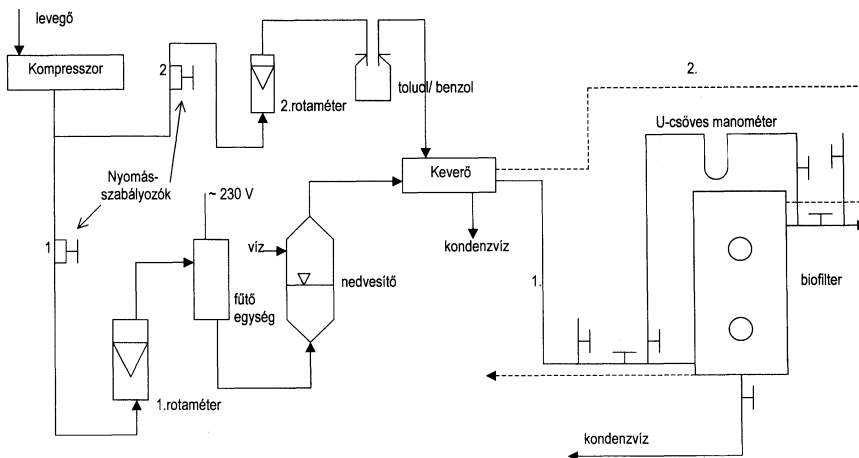 levegő
Kompresszor
2
2.rotaméter
toluol/ benzol
2.
U-csöves manométer
Nyomás-
szabályozók
~ 230 V
Keverő
1
víz
nedvesítő
kondenzvíz
1.
biofilter
fűtő
egység
1.rotaméter
kondenzvíz